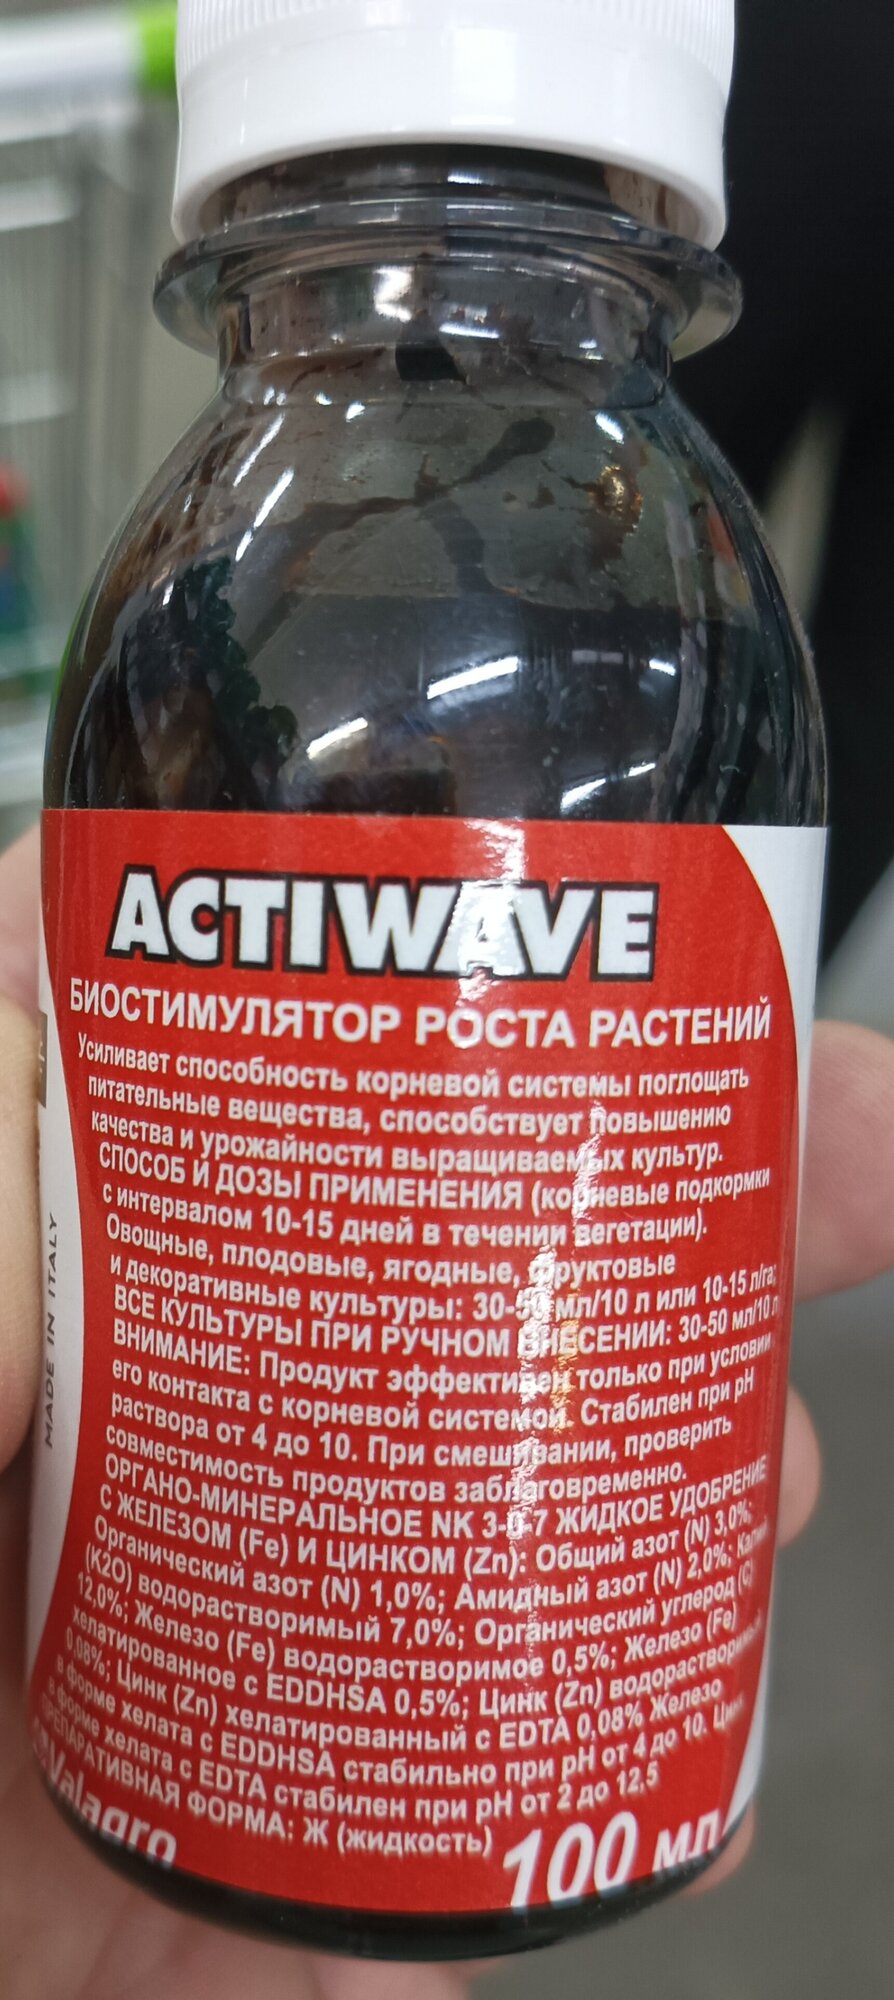 ACTIWAVE
БИОСТИМУЛЯТОР РОСТА РАСТЕНИЙ
Усиливает способность корневой системы поглощать
питательные вещества, способствует повышению
качества и урожайности выращиваемых культур.
СПОСОБ И ДОЗЫ ПРИМЕНЕНИЯ (корневые подкормки
с интервалом 10-15 дней в течении вегетации).
Овощные, плодовые, ягодные, фруктовые
и декоративные культуры: 30-50 мл/10 л или 10-15 л/га;
ВСЕ КУЛЬТУРЫ ПРИ РУЧНОМ ВНЕСЕНИИ: 30-50 мл/10 л
ВНИМАНИЕ: Продукт эффективен только при условии
его контакта с корневой системой. Стабилен при pH
раствора от 4 до 10. При смешивании, проверить
совместимость продуктов заблаговременно.
ОРГАНО-МИНЕРАЛЬНОЕ NK 3-0-7 ЖИДКОЕ УДОБРЕНИЕ
С ЖЕЛЕЗОМ (Fe) И ЦИНКОМ (Zn): Общий азот (N) 3,0%;
Органический азот (N) 1,0%; Амидный азот (N) 2,0%; Калий
(K2O) водорастворимый 7,0%; Органический углерод (C)
12,0%; Железо (Fe) водорастворимое 0,5%; Железо (Fe)
хелатированное с EDDHSA 0,5%; Цинк (Zn) водорастворимый
0,08%; Цинк (Zn) хелатированный с EDTA 0,08% Железо
в форме хелата с EDDHSA стабильно при pH от 4 до 10. Цинк
в форме хелата с EDTA стабилен при pH от 2 до 12,5
ПРЕПАРАТИВНАЯ ФОРМА: Ж (жидкость)
Valagro
100 мл
MADE IN ITALY